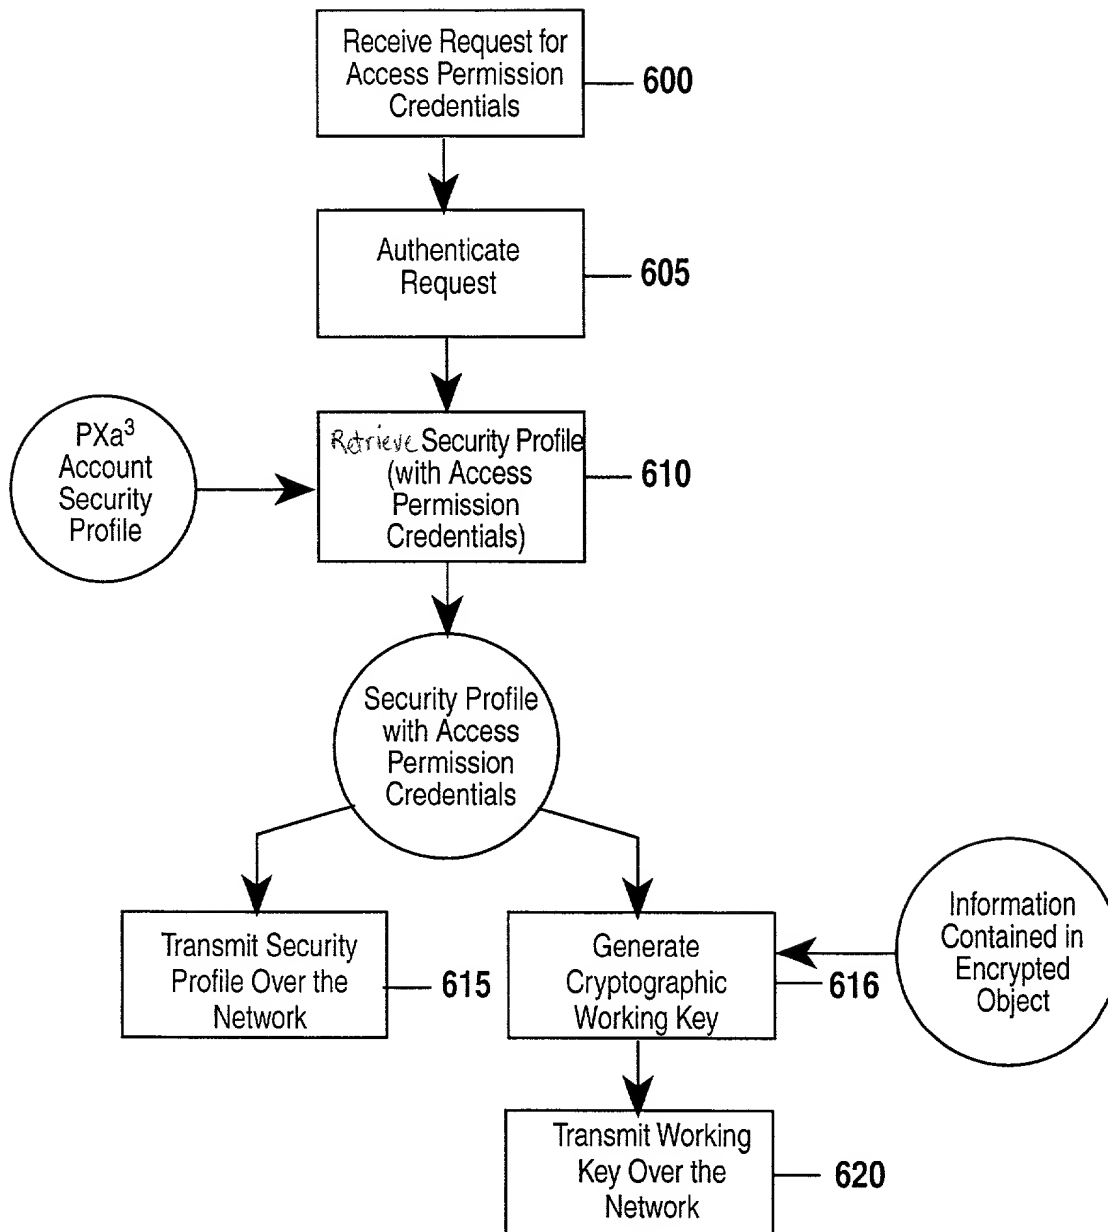 Receive Request for
Access Permission
Credentials
600
Authenticate
Request
605
PXa³
Account
Security
Profile
Retrieve Security Profile
(with Access
Permission
Credentials)
610
Security Profile
with Access
Permission
Credentials
Transmit Security
Profile Over the
Network
615
Generate
Cryptographic
Working Key
616
Information
Contained in
Encrypted
Object
Transmit Working
Key Over the
Network
620